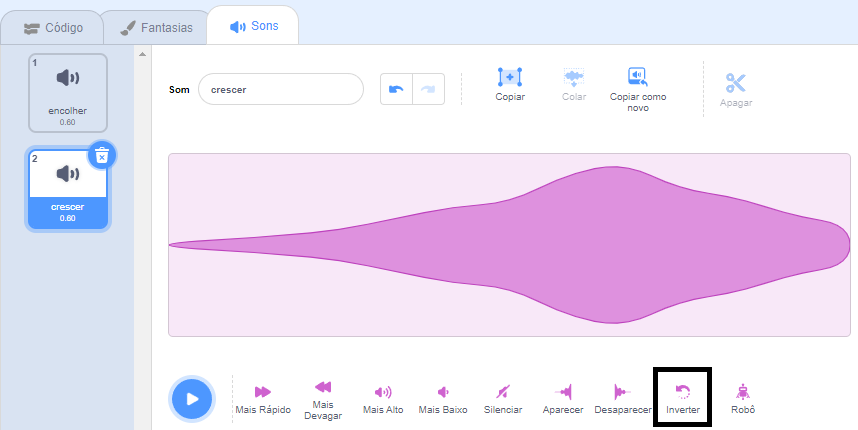 Código
Fantasias
Sons
1
encolher
0.60
2
crescer
0.60
Som
crescer
Copiar
Colar
Copiar como
novo
Apagar
Mais Rápido
Mais
Devagar
Mais Alto
Mais Baixo
Silenciar
Aparecer
Desaparecer
Inverter
Robô